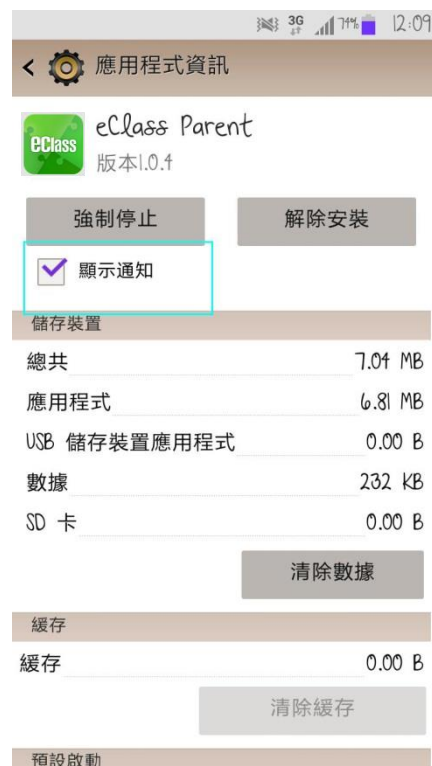 3G 74% 12:09
應用程式資訊
eClass
eClass Parent
版本1.0.4
強制停止 解除安裝
顯示通知
儲存裝置
總共 7.04 MB
應用程式 6.81 MB
USB 儲存裝置應用程式 0.00 B
數據 232 KB
SD 卡 0.00 B
清除數據
緩存
緩存 0.00 B
清除緩存
預設啟動